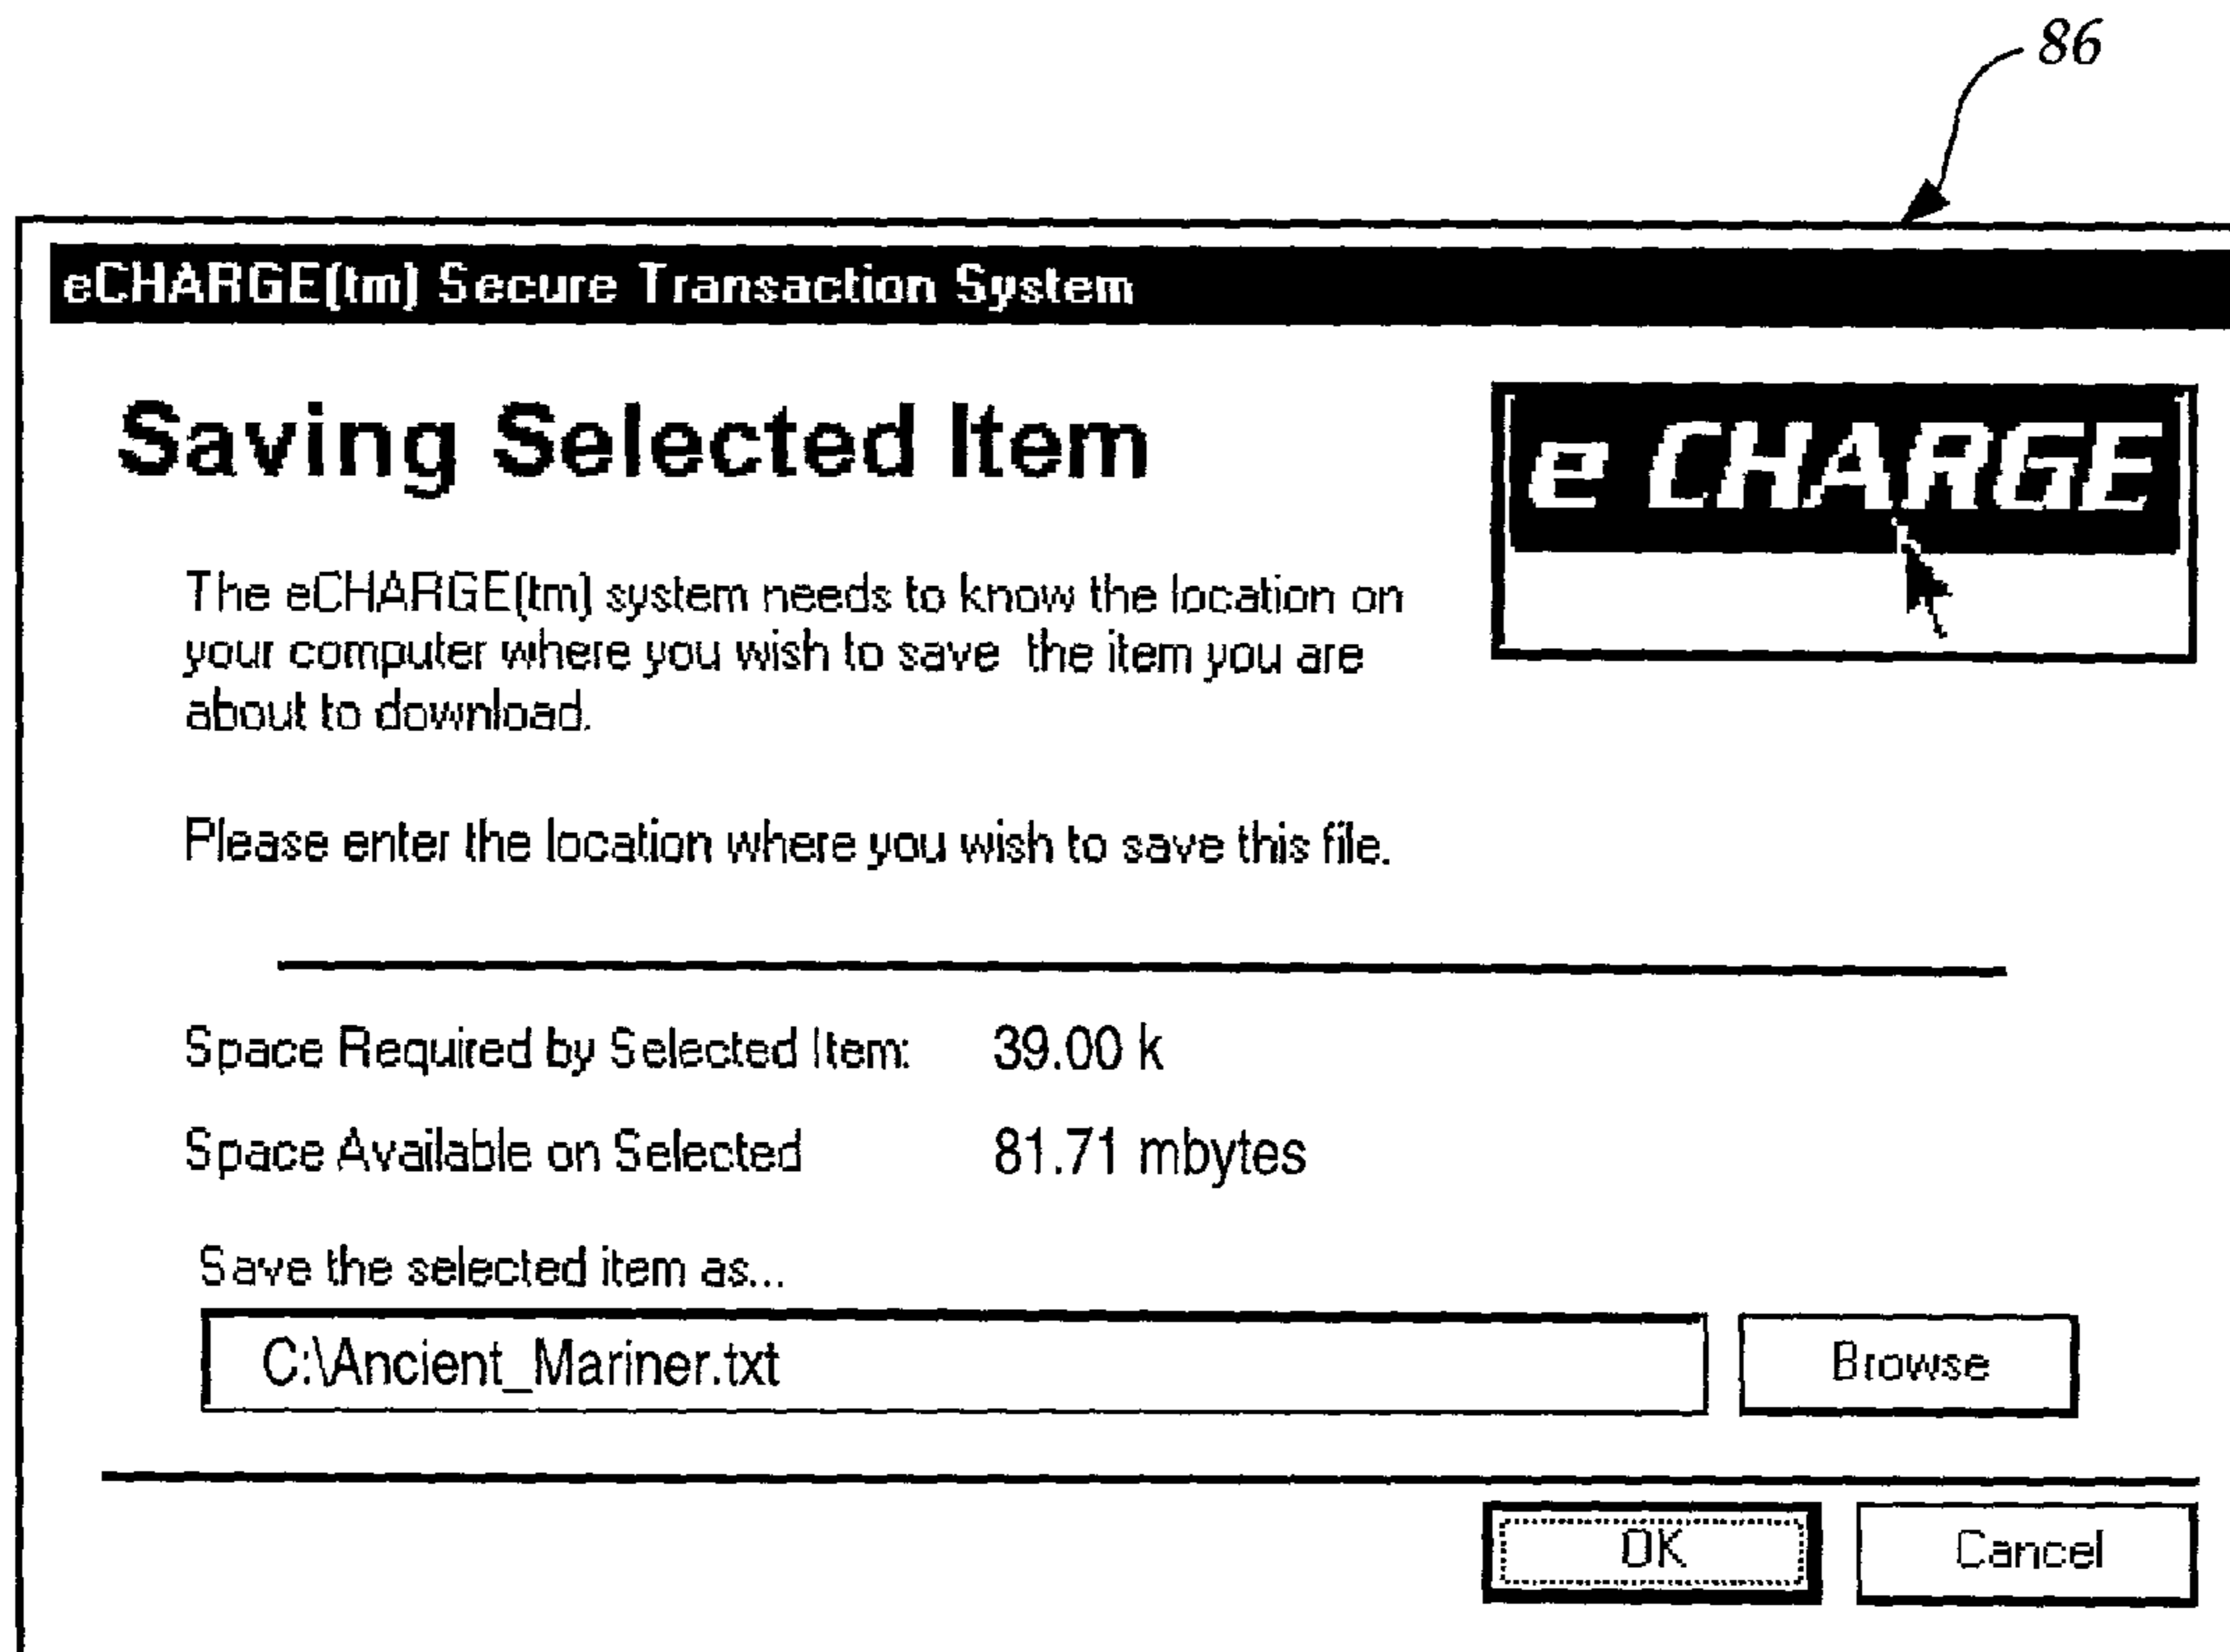 86
eCHARGE(tm) Secure Transaction System
Saving Selected Item
e CHARGE
The eCHARGE(tm) system needs to know the location on
your computer where you wish to save the item you are
about to download.
Please enter the location where you wish to save this file.
Space Required by Selected Item: 39.00 k
Space Available on Selected 81.71 mbytes
Save the selected item as...
C:\Ancient_Mariner.txt Browse
OK Cancel